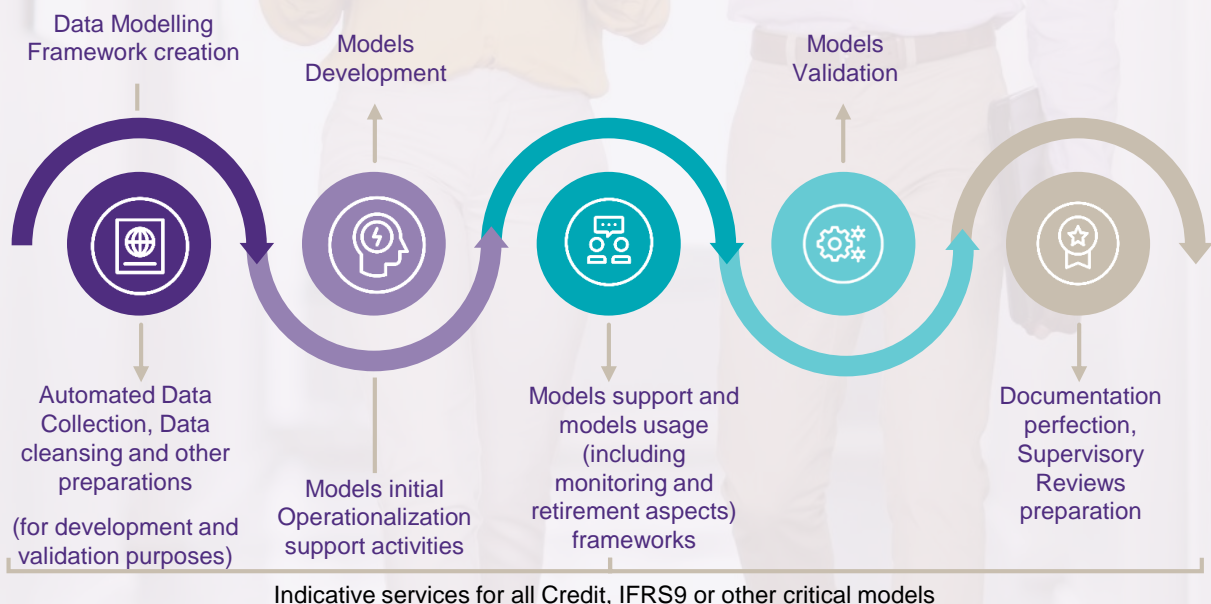 Data Modelling
Framework creation
Models
Development
Models
Validation
Automated Data
Collection, Data
cleansing and other
preparations
(for development and
validation purposes)
Models initial
Operationalization
support activities
Models support and
models usage
(including
monitoring and
retirement aspects)
frameworks
Documentation
perfection,
Supervisory
Reviews
preparation
Indicative services for all Credit, IFRS9 or other critical models